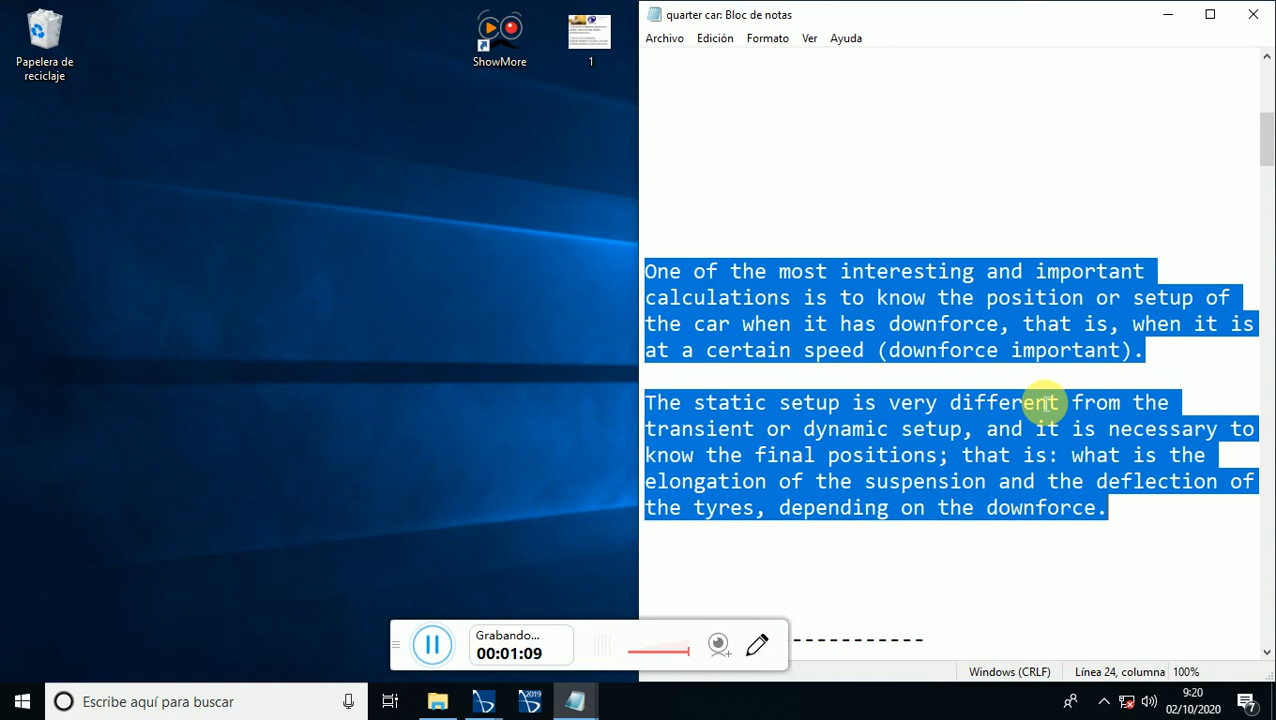 Papelera de
reciclaje
ShowMore
1
quarter car: Bloc de notas
Archivo Edición Formato Ver Ayuda
One of the most interesting and important
calculations is to know the position or setup of
the car when it has downforce, that is, when it is
at a certain speed (downforce important).
The static setup is very different from the
transient or dynamic setup, and it is necessary to
know the final positions; that is: what is the
elongation of the suspension and the deflection of
the tyres, depending on the downforce.
------------
Grabando...
00:01:09
Windows (CRLF) Línea 24, columna 100%
Escribe aquí para buscar
2019
9:20
02/10/2020
7